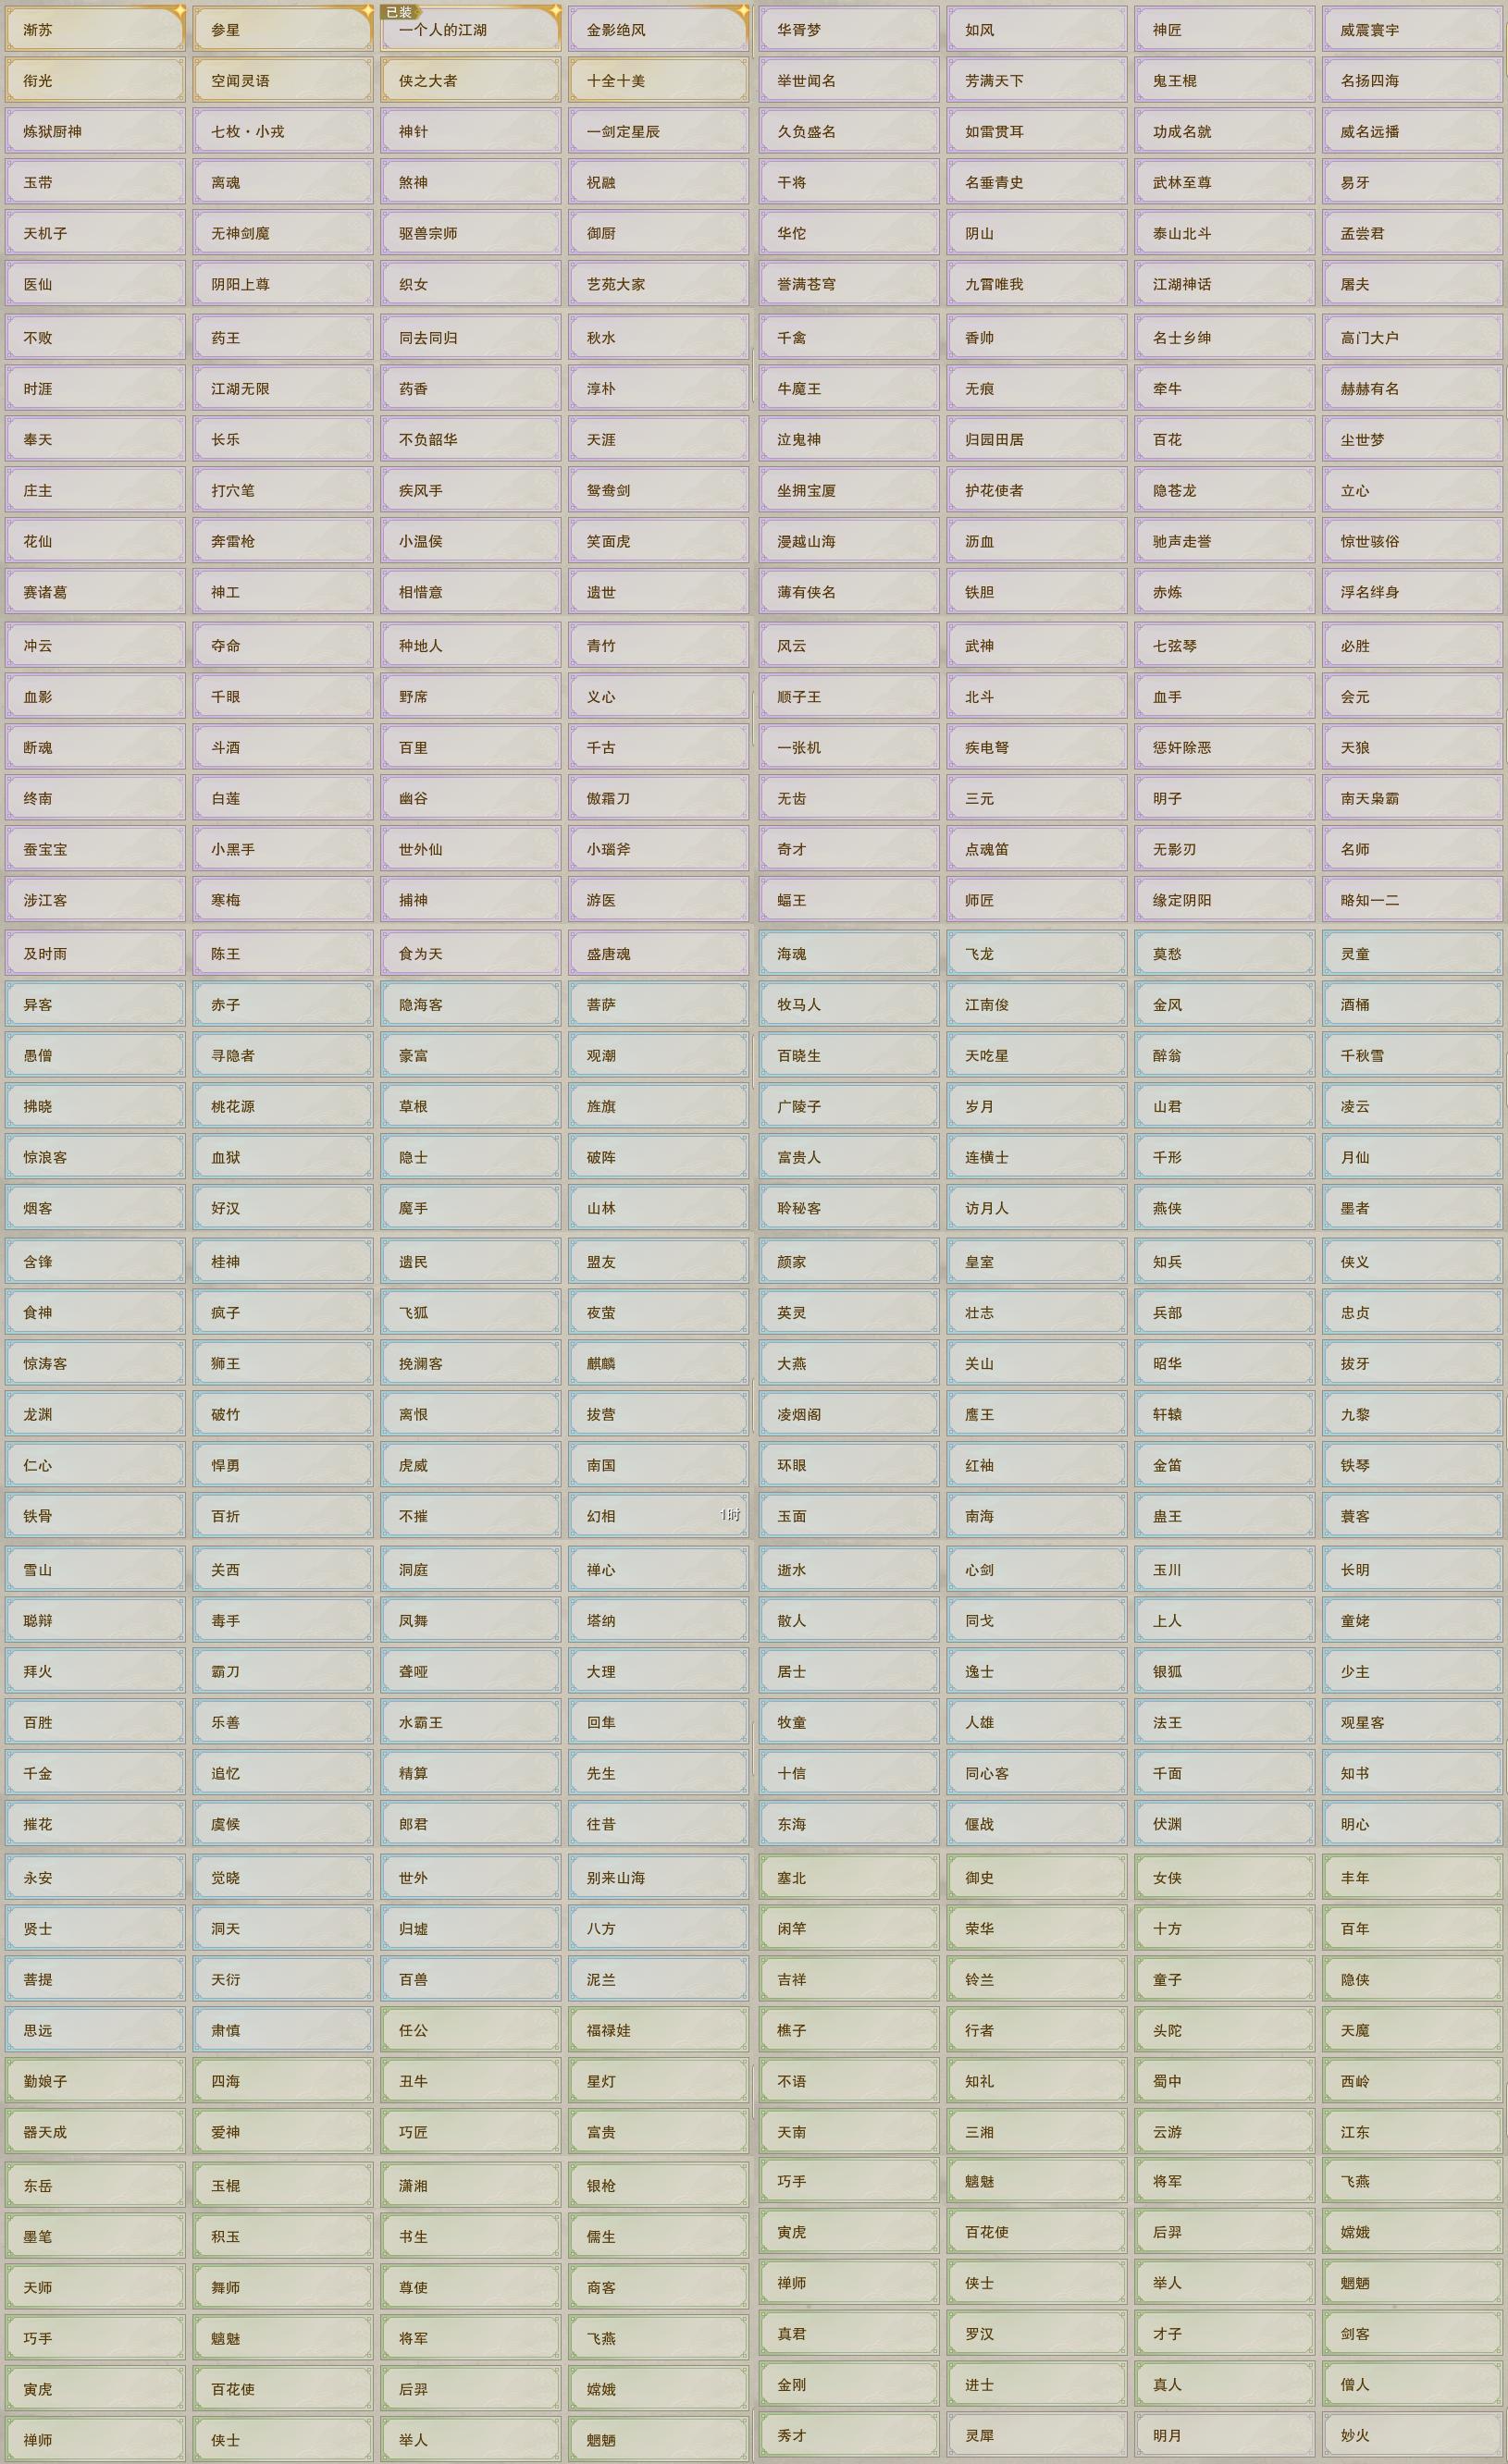 已装
渐苏 参星 一个人的江湖 金影绝风 华胥梦 如风 神匠 威震寰宇
衔光 空闻灵语 侠之大者 十全十美 举世闻名 芳满天下 鬼王棍 名扬四海
炼狱厨神 七枚·小戎 神针 一剑定星辰 久负盛名 如雷贯耳 功成名就 威名远播
玉带 离魂 煞神 祝融 干将 名垂青史 武林至尊 易牙
天机子 无神剑魔 驱兽宗师 御厨 华佗 阴山 泰山北斗 孟尝君
医仙 阴阳上尊 织女 艺苑大家 誉满苍穹 九霄唯我 江湖神话 屠夫
不败 药王 同去同归 秋水 千禽 香帅 名士乡绅 高门大户
时涯 江湖无限 药香 淳朴 牛魔王 无痕 牵牛 赫赫有名
奉天 长乐 不负韶华 天涯 泣鬼神 归园田居 百花 尘世梦
庄主 打穴笔 疾风手 鸳鸯剑 坐拥宝厦 护花使者 隐苍龙 立心
花仙 奔雷枪 小温侯 笑面虎 漫越山海 沥血 驰声走誉 惊世骇俗
赛诸葛 神工 相惜意 遗世 薄有侠名 铁胆 赤炼 浮名绊身
冲云 夺命 种地人 青竹 风云 武神 七弦琴 必胜
血影 千眼 野席 义心 顺子王 北斗 血手 会元
断魂 斗酒 百里 千古 一张机 疾电弩 惩奸除恶 天狼
终南 白莲 幽谷 傲霜刀 无齿 三元 明子 南天枭霸
蚕宝宝 小黑手 世外仙 小瑙斧 奇才 点魂笛 无影刃 名师
涉江客 寒梅 捕神 游医 蝠王 师匠 缘定阴阳 略知一二
及时雨 陈王 食为天 盛唐魂 海魂 飞龙 莫愁 灵童
异客 赤子 隐海客 菩萨 牧马人 江南俊 金风 酒桶
愚僧 寻隐者 豪富 观潮 百晓生 天吃星 醉翁 千秋雪
拂晓 桃花源 草根 旌旗 广陵子 岁月 山君 凌云
惊浪客 血狱 隐士 破阵 富贵人 连横士 千形 月仙
烟客 好汉 魔手 山林 聆秘客 访月人 燕侠 墨者
含锋 桂神 遗民 盟友 颜家 皇室 知兵 侠义
食神 疯子 飞狐 夜萤 英灵 壮志 兵部 忠贞
惊涛客 狮王 挽澜客 麒麟 大燕 关山 昭华 拔牙
龙渊 破竹 离恨 拔营 凌烟阁 鹰王 轩辕 九黎
仁心 悍勇 虎威 南国 环眼 红袖 金笛 铁琴
铁骨 百折 不摧 幻相 1时 玉面 南海 蛊王 蓑客
雪山 关西 洞庭 禅心 逝水 心剑 玉川 长明
聪辩 毒手 凤舞 塔纳 散人 同戈 上人 童姥
拜火 霸刀 聋哑 大理 居士 逸士 银狐 少主
百胜 乐善 水霸王 回隼 牧童 人雄 法王 观星客
千金 追忆 精算 先生 十信 同心客 千面 知书
摧花 虞候 郎君 往昔 东海 偃战 伏渊 明心
永安 觉晓 世外 别来山海 塞北 御史 女侠 丰年
贤士 洞天 归墟 八方 闲竿 荣华 十方 百年
菩提 天衍 百兽 泥兰 吉祥 铃兰 童子 隐侠
思远 肃慎 任公 福禄娃 樵子 行者 头陀 天魔
勤娘子 四海 丑牛 星灯 不语 知礼 蜀中 西岭
器天成 爱神 巧匠 富贵 天南 三湘 云游 江东
东岳 玉棍 潇湘 银枪 巧手 魑魅 将军 飞燕
墨笔 积玉 书生 儒生 寅虎 百花使 后羿 嫦娥
天师 舞师 尊使 商客 禅师 侠士 举人 魍魉
巧手 魑魅 将军 飞燕 真君 罗汉 才子 剑客
寅虎 百花使 后羿 嫦娥 金刚 进士 真人 僧人
禅师 侠士 举人 魍魉 秀才 灵犀 明月 妙火